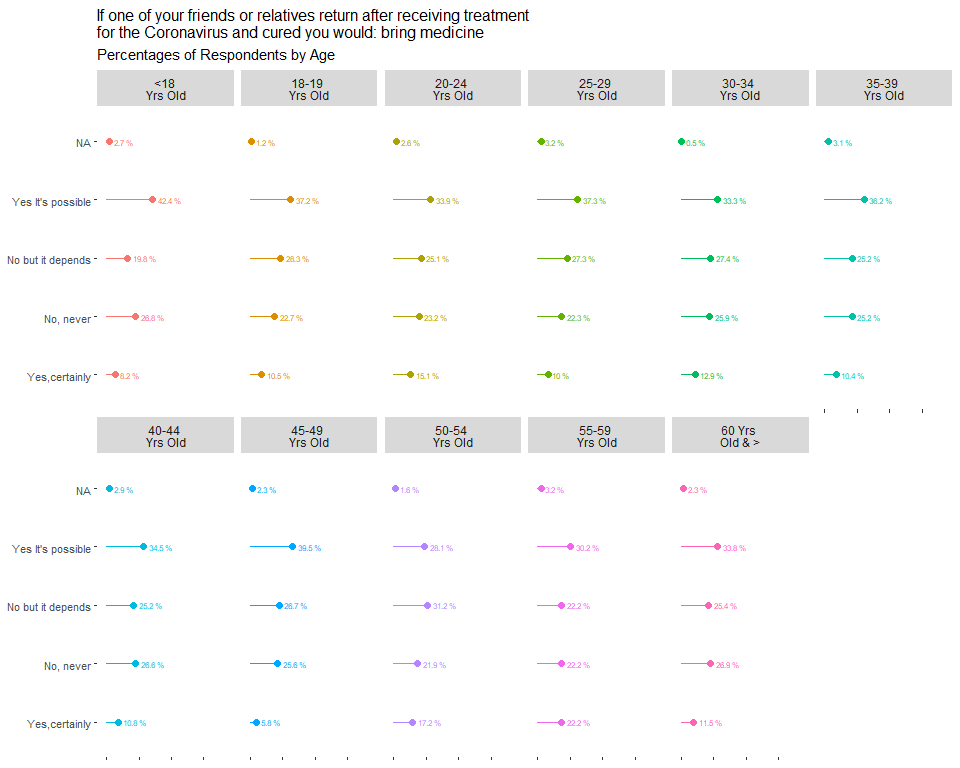 If one of your friends or relatives return after receiving treatment
for the Coronavirus and cured you would: bring medicine
Percentages of Respondents by Age
<18
Yrs Old
18-19
Yrs Old
20-24
Yrs Old
25-29
Yrs Old
30-34
Yrs Old
35-39
Yrs Old
NA 2.7 % 1.2 % 2.6 % 3.2 % 0.5 % 3.1 %
Yes It's possible 42.4 % 37.2 % 33.9 % 37.3 % 33.3 % 36.2 %
No but it depends 19.8 % 28.3 % 25.1 % 27.3 % 27.4 % 25.2 %
No, never 26.8 % 22.7 % 23.2 % 22.3 % 25.9 % 25.2 %
Yes,certainly 8.2 % 10.5 % 15.1 % 10 % 12.9 % 10.4 %
40-44
Yrs Old
45-49
Yrs Old
50-54
Yrs Old
55-59
Yrs Old
60 Yrs
Old & >
NA 2.9 % 2.3 % 1.6 % 3.2 % 2.3 %
Yes It's possible 34.5 % 39.5 % 28.1 % 30.2 % 33.8 %
No but it depends 25.2 % 26.7 % 31.2 % 22.2 % 25.4 %
No, never 26.6 % 25.6 % 21.9 % 22.2 % 26.9 %
Yes,certainly 10.8 % 5.8 % 17.2 % 22.2 % 11.5 %